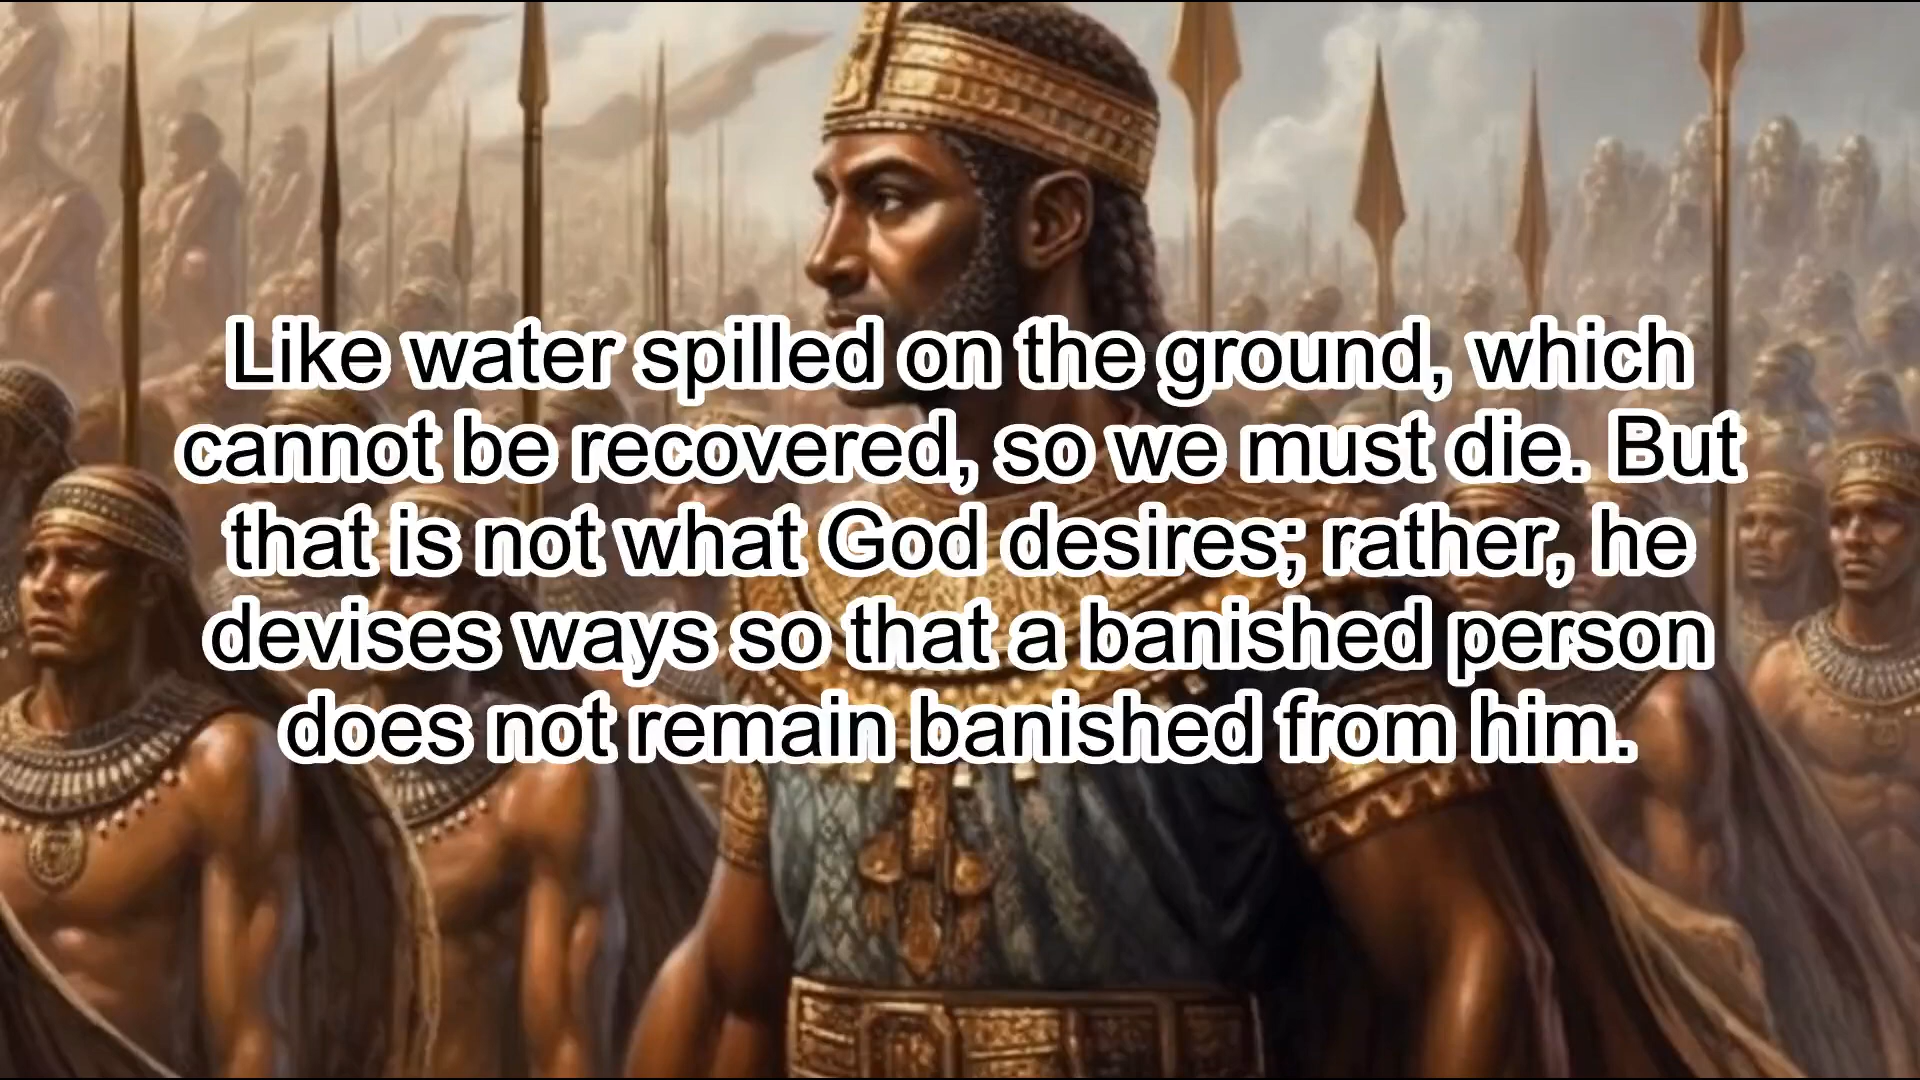 Like water spilled on the ground, which
cannot be recovered, so we must die. But
that is not what God desires; rather, he
devises ways so that a banished person
does not remain banished from him.